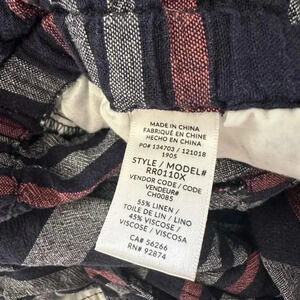 MADE IN CHINA
FABRIQUÉ EN CHINE
HECHO EN CHINA
PO# 134703 / 121018
1905
STYLE / MODEL#
RR0110X
VENDOR CODE / CODE
VENDEUR#
CH0085
55% LINEN /
TOILE DE LIN / LINO
45% VISCOSE /
VISCOSE / VISCOSA
CA# 56266
RN# 92874